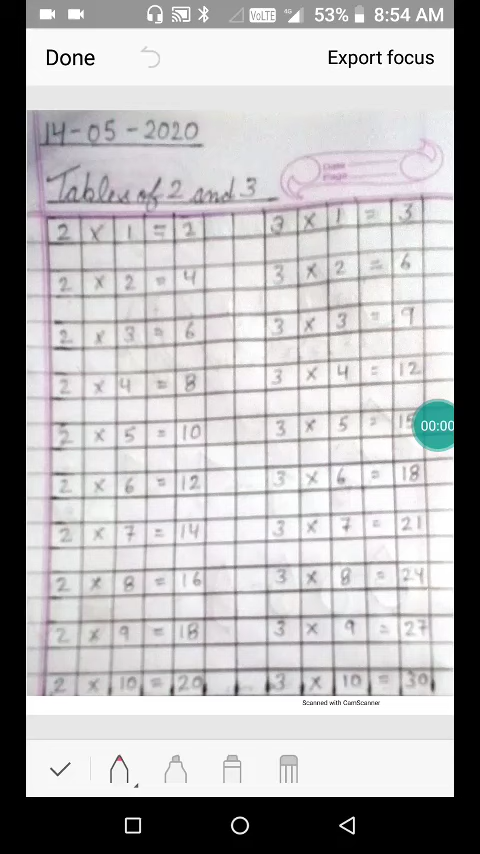 VoLTE 4G 53% 8:54 AM
Done Export focus
14-05-2020
Date
Page
Tables of 2 and 3
2 x 1 = 2 3 x 1 = 3
2 x 2 = 4 3 x 2 = 6
2 x 3 = 6 3 x 3 = 9
2 x 4 = 8 3 x 4 = 12
2 x 5 = 10 3 x 5 = 15
00:00
2 x 6 = 12 3 x 6 = 18
2 x 7 = 14 3 x 7 = 21
2 x 8 = 16 3 x 8 = 24
2 x 9 = 18 3 x 9 = 27
2 x 10 = 20 3 x 10 = 30
Scanned with CamScanner